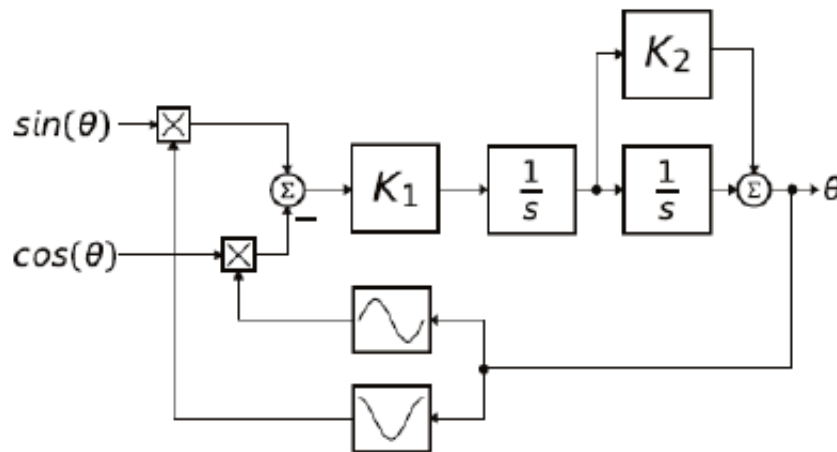 K₂
sin(θ)
Σ
K₁
1/s
1/s
Σ
θ
−
cos(θ)